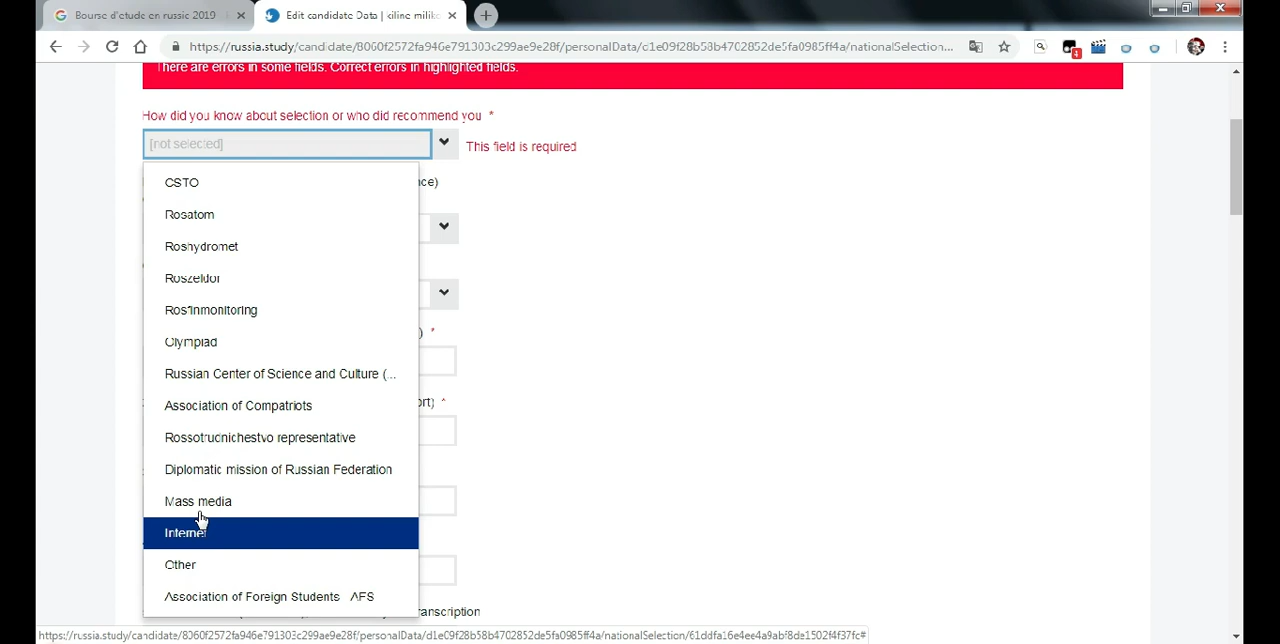 Bourse d'etude en russie 2019
Edit candidate Data | kiline miliko
https://russia.study/candidate/8060f2572fa946e791303c299ae9e28f/personalData/d1e09f28b58b4702852de5fa0985ff4a/nationalSelection...
4
There are errors in some fields. Correct errors in highlighted fields.
How did you know about selection or who did recommend you *
[not selected]
This field is required
CSTO
Rosatom
Roshydromet
Roszeldor
Rosfinmonitoring
Olympiad
*
Russian Center of Science and Culture (...
Association of Compatriots
*
Rossotrudnichestvo representative
Diplomatic mission of Russian Federation
Mass media
Internet
Other
Association of Foreign Students AFS
https://russia.study/candidate/8060f2572fa946e791303c299ae9e28f/personalData/d1e09f28b58b4702852de5fa0985ff4a/nationalSelection/61ddfa16e4ee4a9abf8de1502f4f37fc#